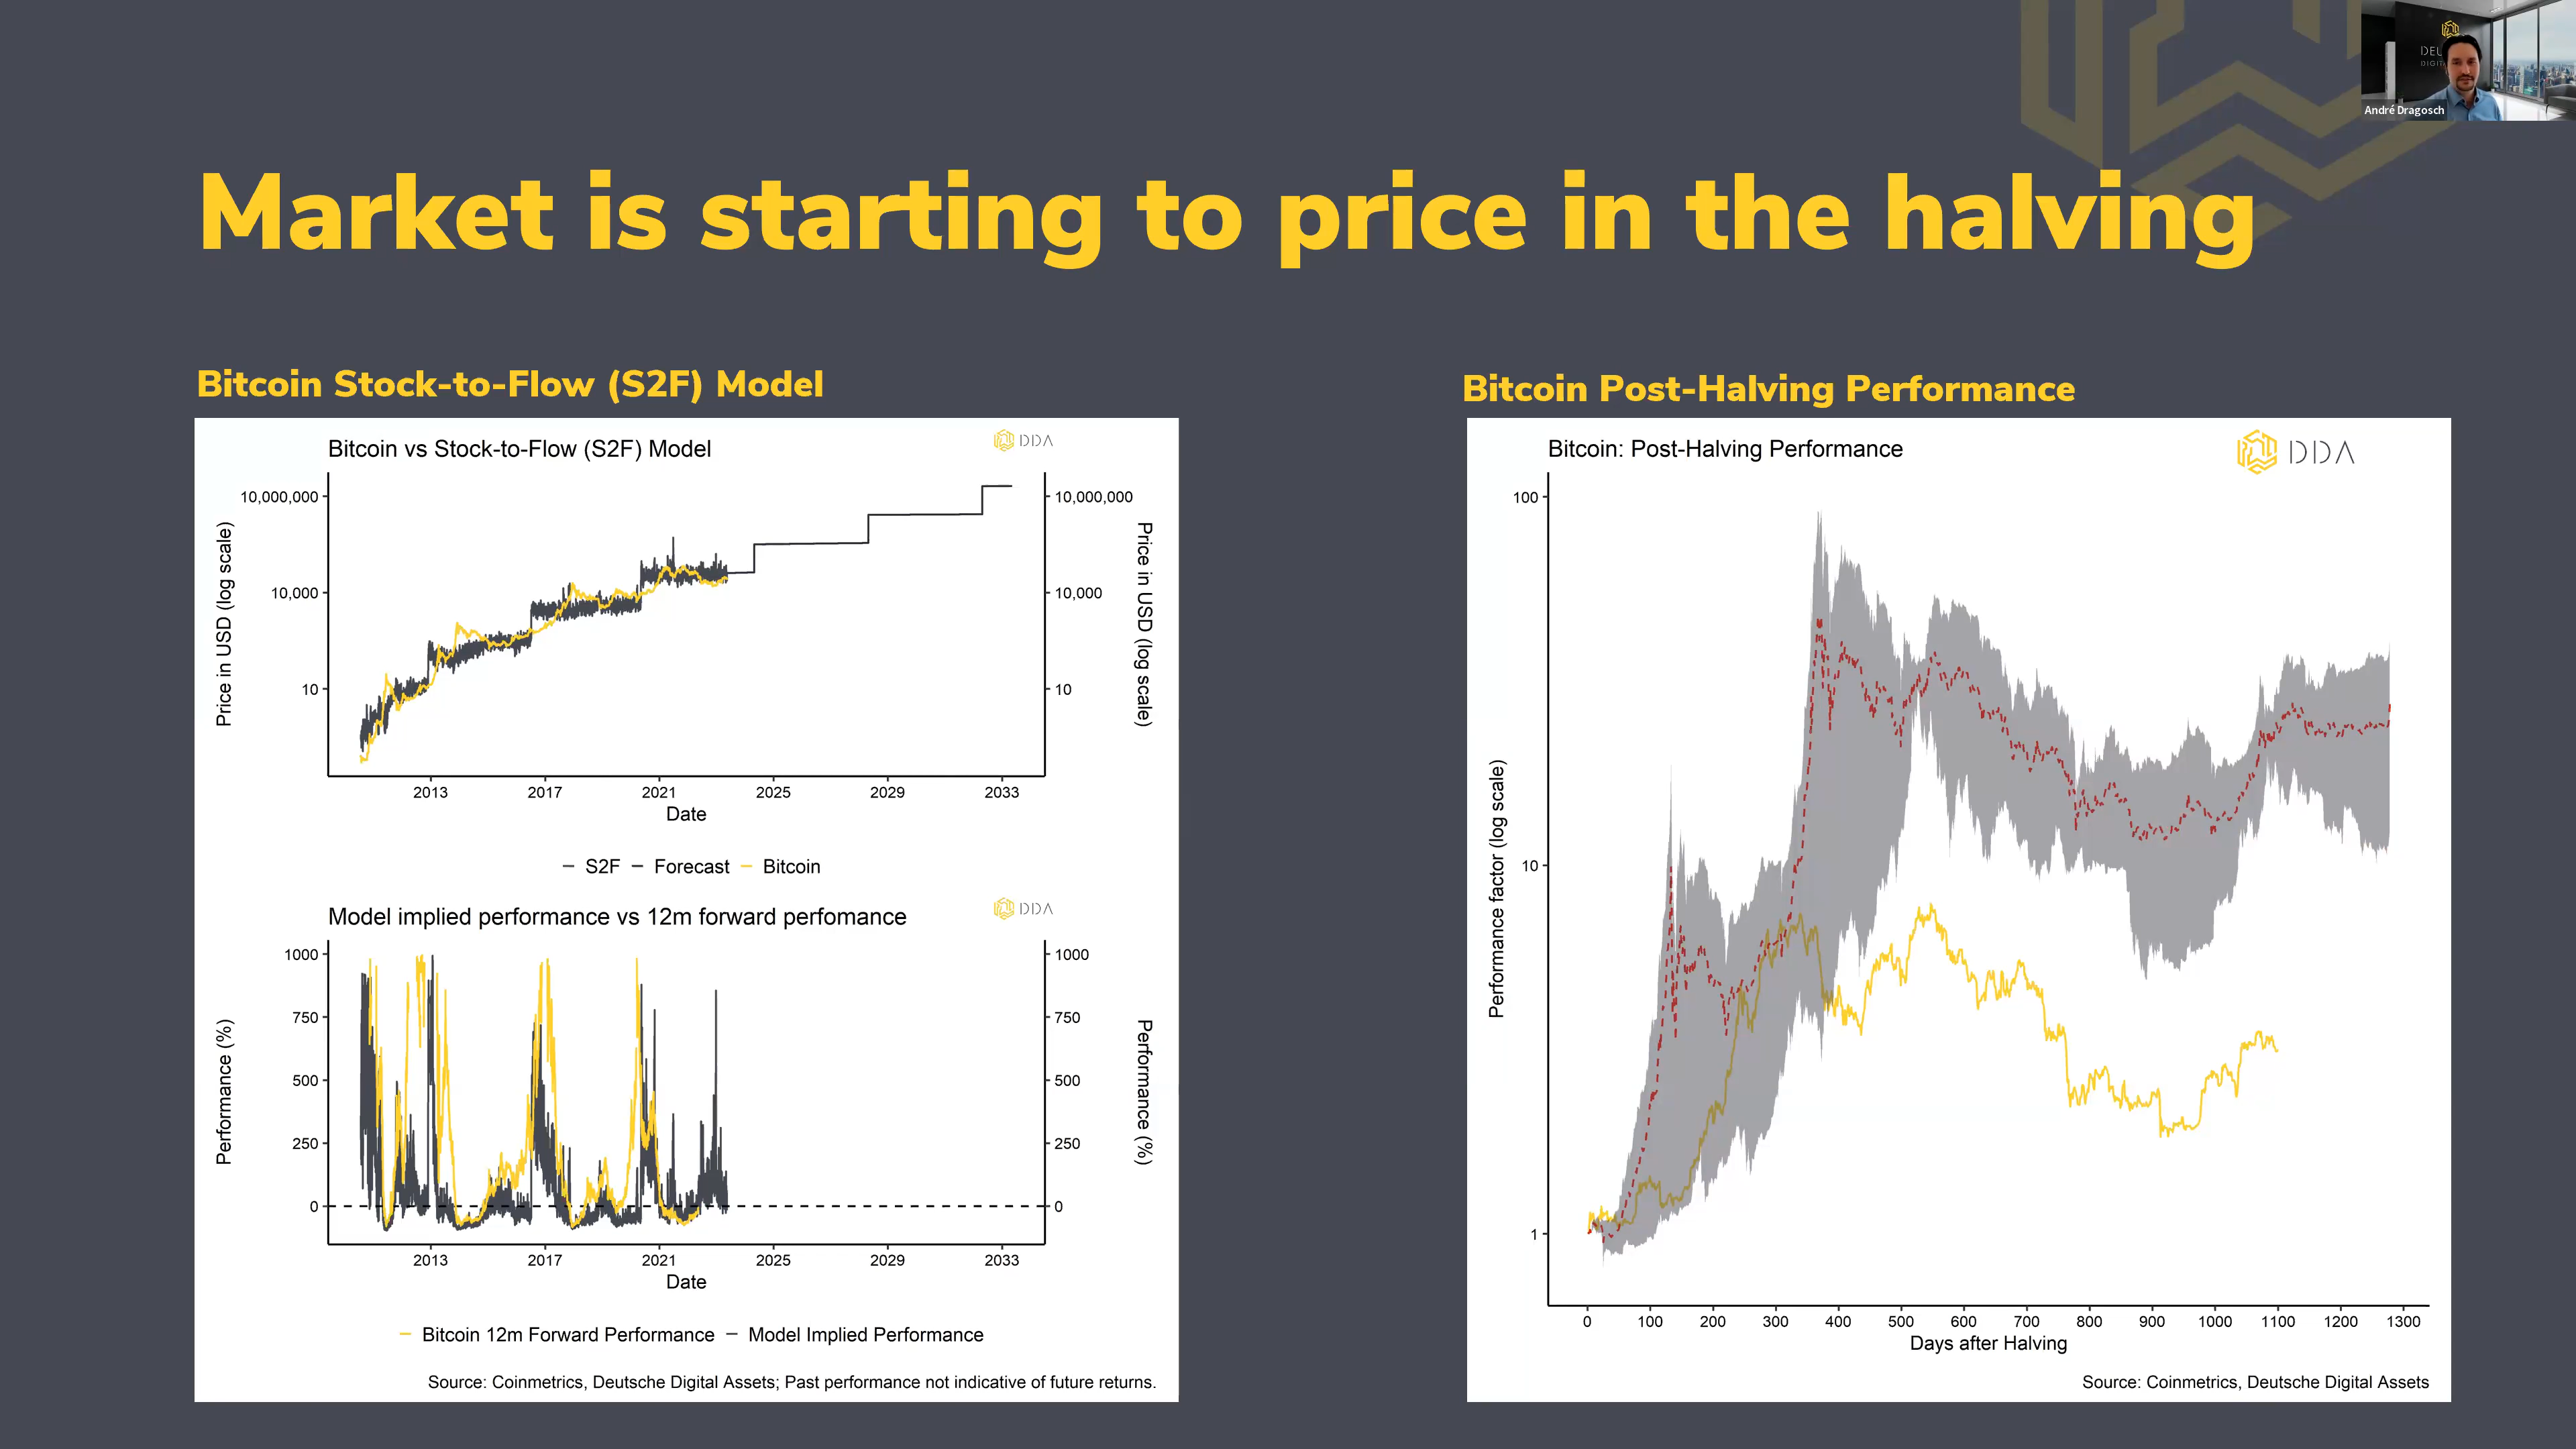 DEU
DIGIT
André Dragosch
Market is starting to price in the halving
Bitcoin Stock-to-Flow (S2F) Model
Bitcoin vs Stock-to-Flow (S2F) Model
DDA
Price in USD (log scale)
10,000,000
10,000
10
10,000,000
10,000
10
Price in USD (log scale)
2013 2017 2021 2025 2029 2033
Date
S2F Forecast Bitcoin
Model implied performance vs 12m forward perfomance
DDA
Performance (%)
1000
750
500
250
0
1000
750
500
250
0
Performance (%)
2013 2017 2021 2025 2029 2033
Date
Bitcoin 12m Forward Performance Model Implied Performance
Source: Coinmetrics, Deutsche Digital Assets; Past performance not indicative of future returns.
Bitcoin Post-Halving Performance
Bitcoin: Post-Halving Performance
DDA
Performance factor (log scale)
100
10
1
0 100 200 300 400 500 600 700 800 900 1000 1100 1200 1300
Days after Halving
Source: Coinmetrics, Deutsche Digital Assets